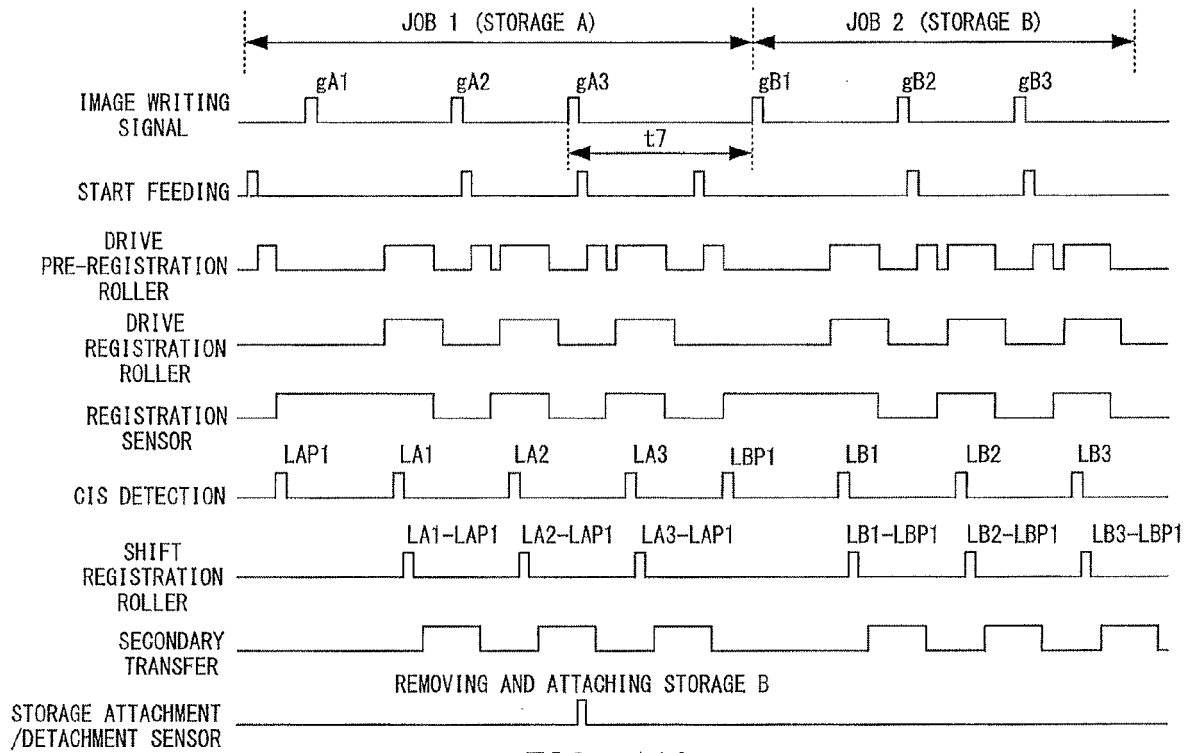 JOB 1 (STORAGE A) JOB 2 (STORAGE B)
gA1 gA2 gA3 gB1 gB2 gB3
IMAGE WRITING
SIGNAL
t7
START FEEDING
DRIVE
PRE-REGISTRATION
ROLLER
DRIVE
REGISTRATION
ROLLER
REGISTRATION
SENSOR
LAP1 LA1 LA2 LA3 LBP1 LB1 LB2 LB3
CIS DETECTION
LA1-LAP1 LA2-LAP1 LA3-LAP1 LB1-LBP1 LB2-LBP1 LB3-LBP1
SHIFT
REGISTRATION
ROLLER
SECONDARY
TRANSFER
REMOVING AND ATTACHING STORAGE B
STORAGE ATTACHMENT
/DETACHMENT SENSOR